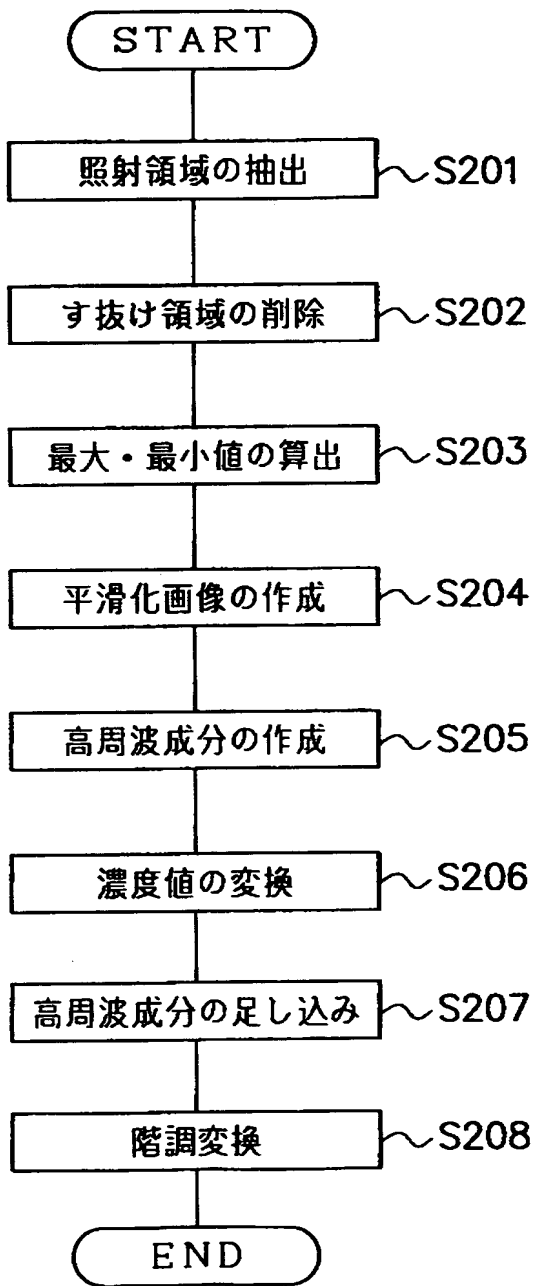 START
照射領域の抽出 S201
す抜け領域の削除 S202
最大・最小値の算出 S203
平滑化画像の作成 S204
高周波成分の作成 S205
濃度値の変換 S206
高周波成分の足し込み S207
階調変換 S208
END